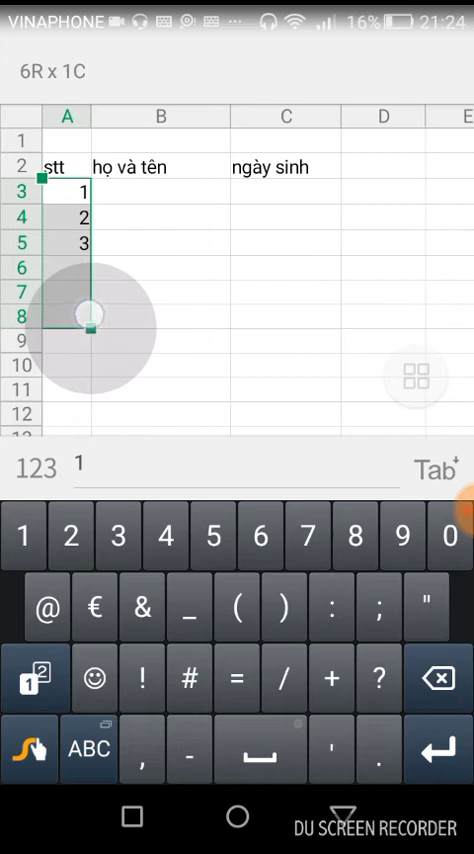 VINAPHONE ... 16% 21:24
6R x 1C
A B C D E
1
2 stt họ và tên ngày sinh
3 1
4 2
5 3
6
7
8
9
10
11
12
123 1 Tab
1 2 3 4 5 6 7 8 9 0
@ € & _ ( ) : ; "
1 2 ! # = / + ?
ABC , - ' .
DU SCREEN RECORDER